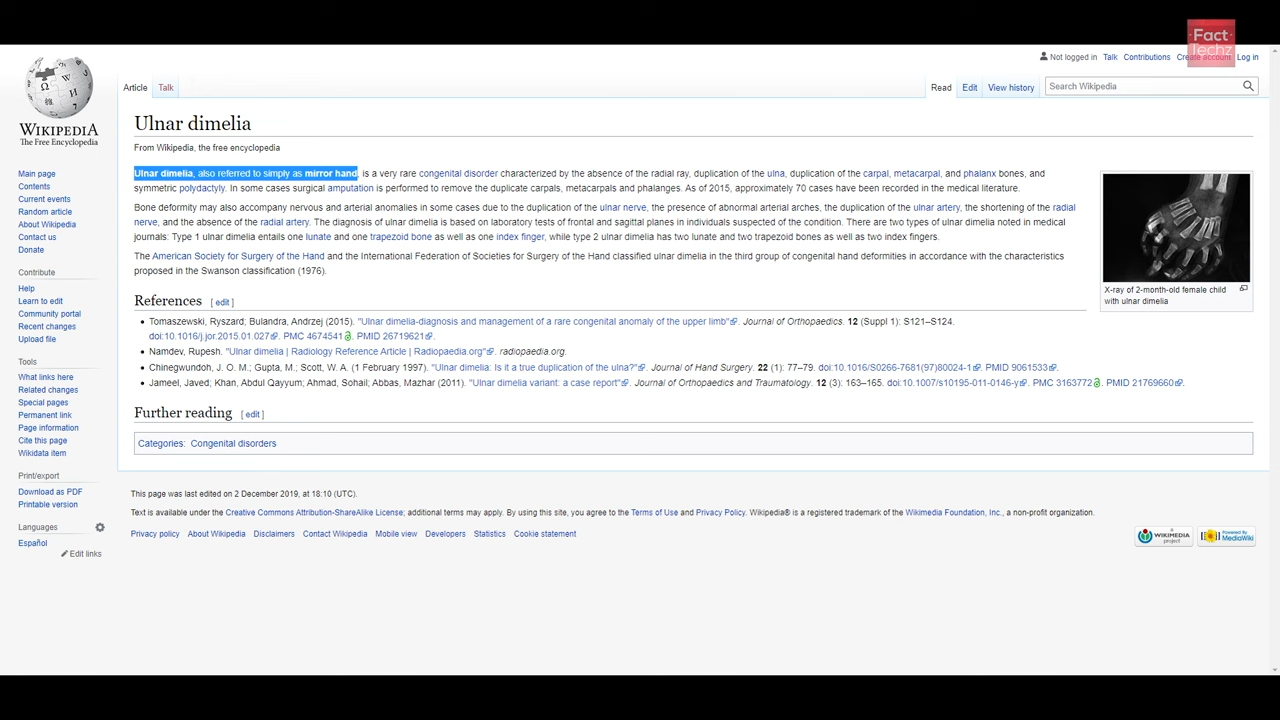 Fact
Techz
Not logged in Talk Contributions Create account Log in
Article Talk Read Edit View history Search Wikipedia
WIKIPEDIA
The Free Encyclopedia
Main page
Contents
Current events
Random article
About Wikipedia
Contact us
Donate
Contribute
Help
Learn to edit
Community portal
Recent changes
Upload file
Tools
What links here
Related changes
Special pages
Permanent link
Page information
Cite this page
Wikidata item
Print/export
Download as PDF
Printable version
Languages
Español
Edit links
Ulnar dimelia
From Wikipedia, the free encyclopedia
Ulnar dimelia, also referred to simply as mirror hand, is a very rare congenital disorder characterized by the absence of the radial ray, duplication of the ulna, duplication of the carpal, metacarpal, and phalanx bones, and
symmetric polydactyly. In some cases surgical amputation is performed to remove the duplicate carpals, metacarpals and phalanges. As of 2015, approximately 70 cases have been recorded in the medical literature.
Bone deformity may also accompany nervous and arterial anomalies in some cases due to the duplication of the ulnar nerve, the presence of abnormal arterial arches, the duplication of the ulnar artery, the shortening of the radial
nerve, and the absence of the radial artery. The diagnosis of ulnar dimelia is based on laboratory tests of frontal and sagittal planes in individuals suspected of the condition. There are two types of ulnar dimelia noted in medical
journals: Type 1 ulnar dimelia entails one lunate and one trapezoid bone as well as one index finger, while type 2 ulnar dimelia has two lunate and two trapezoid bones as well as two index fingers.
The American Society for Surgery of the Hand and the International Federation of Societies for Surgery of the Hand classified ulnar dimelia in the third group of congenital hand deformities in accordance with the characteristics
proposed in the Swanson classification (1976).
X-ray of 2-month-old female child
with ulnar dimelia
References [ edit ]
• Tomaszewski, Ryszard; Bulandra, Andrzej (2015). "Ulnar dimelia-diagnosis and management of a rare congenital anomaly of the upper limb". Journal of Orthopaedics. 12 (Suppl 1): S121–S124.
doi:10.1016/j.jor.2015.01.027. PMC 4674541. PMID 26719621.
• Namdev, Rupesh. "Ulnar dimelia | Radiology Reference Article | Radiopaedia.org". radiopaedia.org.
• Chinegwundoh, J. O. M.; Gupta, M.; Scott, W. A. (1 February 1997). "Ulnar dimelia: Is it a true duplication of the ulna?". Journal of Hand Surgery. 22 (1): 77–79. doi:10.1016/S0266-7681(97)80024-1. PMID 9061533.
• Jameel, Javed; Khan, Abdul Qayyum; Ahmad, Sohail; Abbas, Mazhar (2011). "Ulnar dimelia variant: a case report". Journal of Orthopaedics and Traumatology. 12 (3): 163–165. doi:10.1007/s10195-011-0146-y. PMC 3163772. PMID 21769660.
Further reading [ edit ]
Categories: Congenital disorders
This page was last edited on 2 December 2019, at 18:10 (UTC).
Text is available under the Creative Commons Attribution-ShareAlike License; additional terms may apply. By using this site, you agree to the Terms of Use and Privacy Policy. Wikipedia® is a registered trademark of the Wikimedia Foundation, Inc., a non-profit organization.
Privacy policy About Wikipedia Disclaimers Contact Wikipedia Mobile view Developers Statistics Cookie statement
A
WIKIMEDIA
project
Powered By
MediaWiki